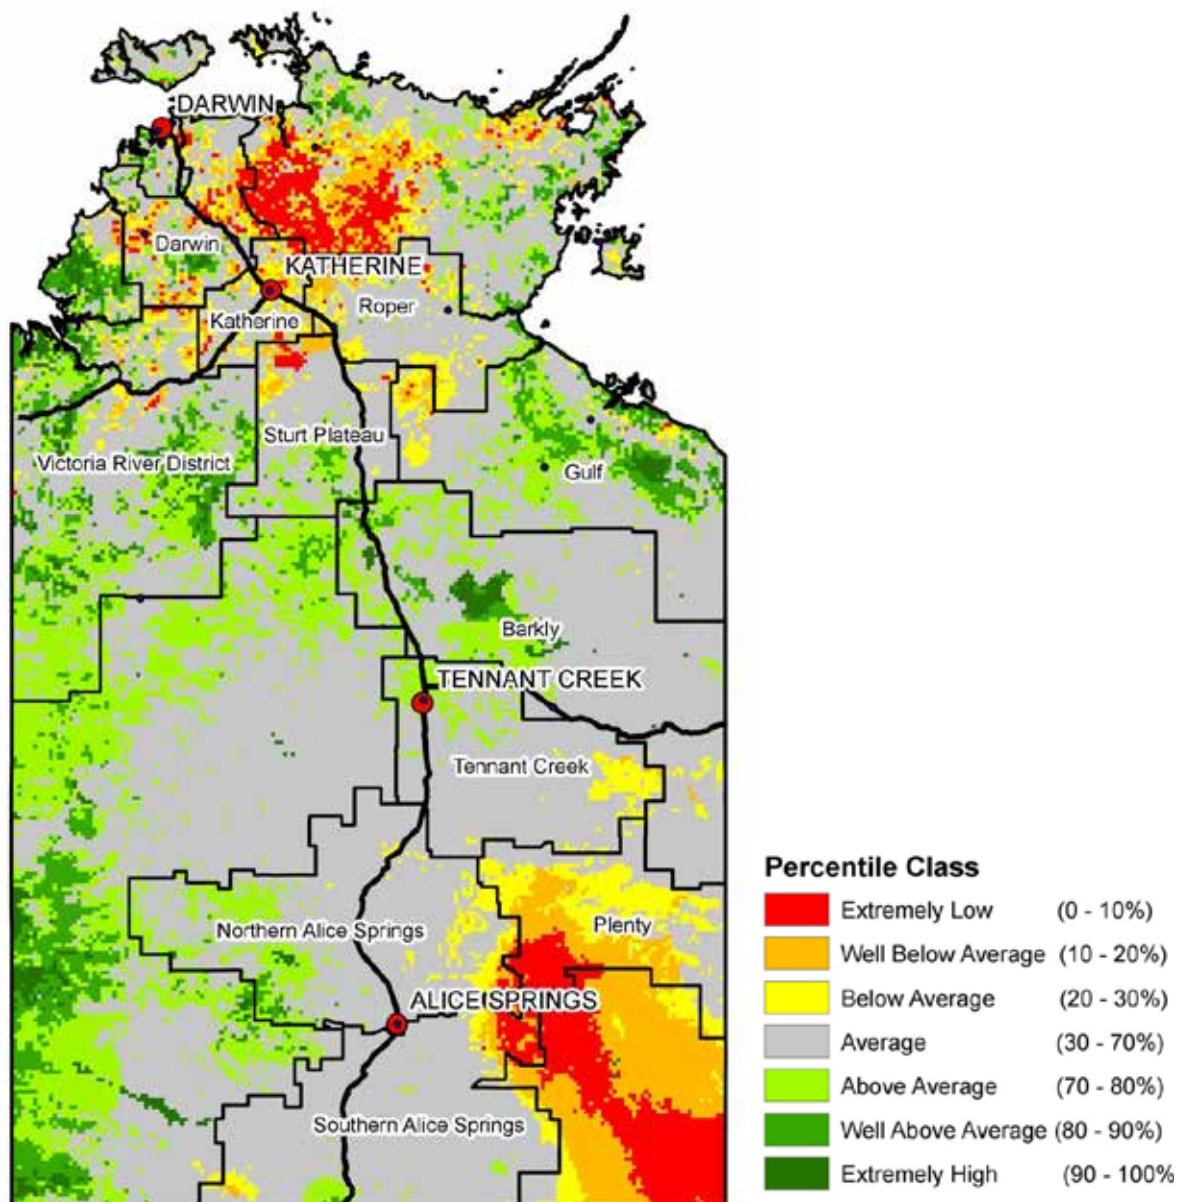 DARWIN
Darwin
KATHERINE
Roper
Katherine
Sturt Plateau
Victoria River District
Gulf
Barkly
TENNANT CREEK
Tennant Creek
Plenty
Northern Alice Springs
ALICE SPRINGS
Southern Alice Springs
Percentile Class
Extremely Low (0 - 10%)
Well Below Average (10 - 20%)
Below Average (20 - 30%)
Average (30 - 70%)
Above Average (70 - 80%)
Well Above Average (80 - 90%)
Extremely High (90 - 100%